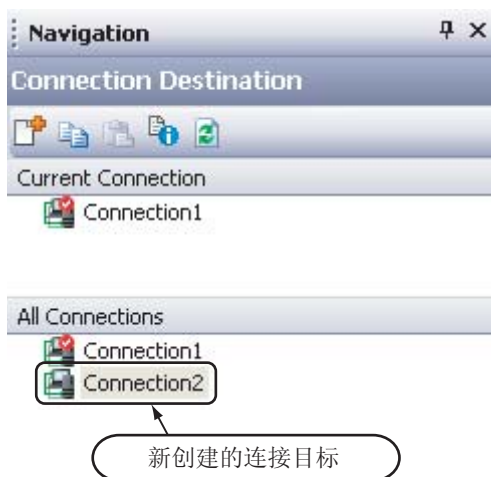 Navigation
Connection Destination
Current Connection
Connection1
All Connections
Connection1
Connection2
新创建的连接目标